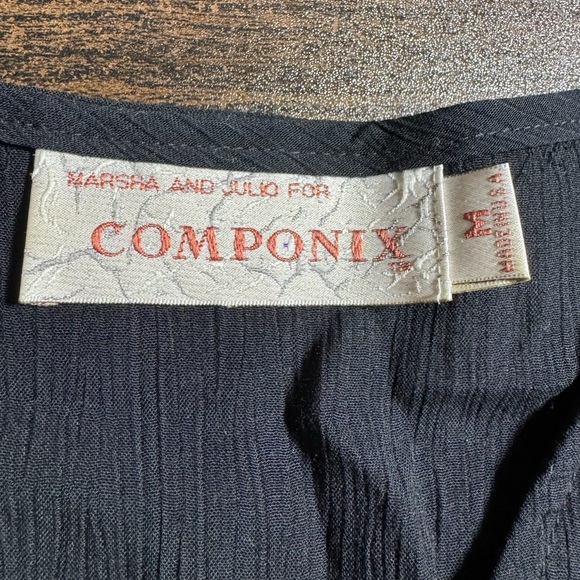 MARSHA AND JULIO FOR
COMPONIX
M
MADE IN U.S.A.